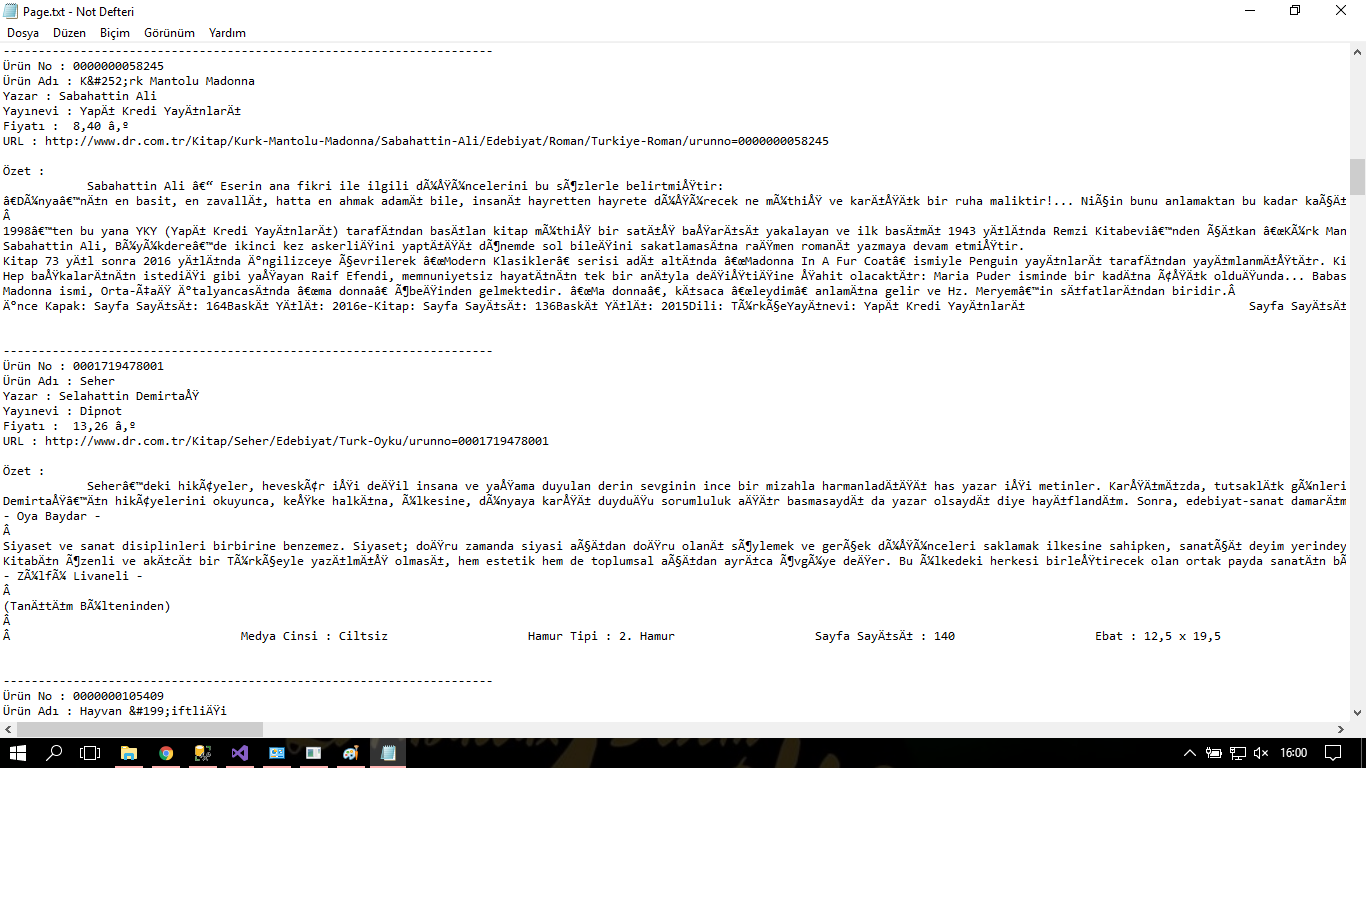 Page.txt - Not Defteri
Dosya Düzen Biçim Görünüm Yardım
----------------------------------------------------------------------
Ürün No : 0000000058245
Ürün Adı : K&#252;rk Mantolu Madonna
Yazar : Sabahattin Ali
Yayınevi : YapÄ± Kredi YayÄ±nlarÄ±
Fiyatı :  8,40 â‚º
URL : http://www.dr.com.tr/Kitap/Kurk-Mantolu-Madonna/Sabahattin-Ali/Edebiyat/Roman/Turkiye-Roman/urunno=0000000058245
Özet :
Sabahattin Ali â€“ Eserin ana fikri ile ilgili dÃ¼ÅŸÃ¼ncelerini bu sÃ¶zlerle belirtmiÅŸtir:
â€DÃ¼nyaâ€™nÄ±n en basit, en zavallÄ±, hatta en ahmak adamÄ± bile, insanÄ± hayretten hayrete dÃ¼ÅŸÃ¼recek ne mÃ¼thiÅŸ ve karÄ±ÅŸÄ±k bir ruha maliktir!... NiÃ§in bunu anlamaktan bu kadar kaÃ§Ä±
Â
1998â€™ten bu yana YKY (YapÄ± Kredi YayÄ±nlarÄ±) tarafÄ±ndan basÄ±lan kitap mÃ¼thiÅŸ bir satÄ±ÅŸ baÅŸarÄ±sÄ± yakalayan ve ilk basÄ±mÄ± 1943 yÄ±lÄ±nda Remzi Kitabeviâ€™nden Ã§Ä±kan â€œKÃ¼rk Man
Sabahattin Ali, BÃ¼yÃ¼kdereâ€™de ikinci kez askerliÄŸini yaptÄ±ÄŸÄ± dÃ¶nemde sol bileÄŸini sakatlamasÄ±na raÄŸmen romanÄ± yazmaya devam etmiÅŸtir.
Kitap 73 yÄ±l sonra 2016 yÄ±lÄ±nda Ä°ngilizceye Ã§evrilerek â€œModern Klasiklerâ€ serisi adÄ± altÄ±nda â€œMadonna In A Fur Coatâ€ ismiyle Penguin yayÄ±nlarÄ± tarafÄ±ndan yayÄ±mlanmÄ±ÅŸtÄ±r. Ki
Hep baÅŸkalarÄ±nÄ±n istediÄŸi gibi yaÅŸayan Raif Efendi, memnuniyetsiz hayatÄ±nÄ±n tek bir anÄ±yla deÄŸiÅŸtiÄŸine ÅŸahit olacaktÄ±r: Maria Puder isminde bir kadÄ±na Ã¢ÅŸÄ±k olduÄŸunda... Babas
Madonna ismi, Orta-Ã‡aÄŸ Ä°talyancasÄ±nda â€œma donnaâ€ Ã¶beÄŸinden gelmektedir. â€œMa donnaâ€, kÄ±saca â€œleydimâ€ anlamÄ±na gelir ve Hz. Meryemâ€™in sÄ±fatlarÄ±ndan biridir.Â
Ä°nce Kapak: Sayfa SayÄ±sÄ±: 164BaskÄ± YÄ±lÄ±: 2016e-Kitap: Sayfa SayÄ±sÄ±: 136BaskÄ± YÄ±lÄ±: 2015Dili: TÃ¼rkÃ§eYayÄ±nevi: YapÄ± Kredi YayÄ±nlarÄ± Sayfa SayÄ±sÄ±
----------------------------------------------------------------------
Ürün No : 0001719478001
Ürün Adı : Seher
Yazar : Selahattin DemirtaÅŸ
Yayınevi : Dipnot
Fiyatı :  13,26 â‚º
URL : http://www.dr.com.tr/Kitap/Seher/Edebiyat/Turk-Oyku/urunno=0001719478001
Özet :
Seherâ€™deki hikÃ¢yeler, heveskÃ¢r iÅŸi deÄŸil insana ve yaÅŸama duyulan derin sevginin ince bir mizahla harmanladÄ±ÄŸÄ± has yazar iÅŸi metinler. KarÅŸÄ±mÄ±zda, tutsaklÄ±k gÃ¼nleri
DemirtaÅŸâ€™Ä±n hikÃ¢yelerini okuyunca, keÅŸke halkÄ±na, Ã¼lkesine, dÃ¼nyaya karÅŸÄ± duyduÄŸu sorumluluk aÄŸÄ±r basmasaydÄ± da yazar olsaydÄ± diye hayÄ±flandÄ±m. Sonra, edebiyat-sanat damarÄ±m
- Oya Baydar -
Â
Siyaset ve sanat disiplinleri birbirine benzemez. Siyaset; doÄŸru zamanda siyasi aÃ§Ä±dan doÄŸru olanÄ± sÃ¶ylemek ve gerÃ§ek dÃ¼ÅŸÃ¼nceleri saklamak ilkesine sahipken, sanatÃ§Ä± deyim yerindey
KitabÄ±n Ã¶zenli ve akÄ±cÄ± bir TÃ¼rkÃ§eyle yazÄ±lmÄ±ÅŸ olmasÄ±, hem estetik hem de toplumsal aÃ§Ä±dan ayrÄ±ca Ã¶vgÃ¼ye deÄŸer. Bu Ã¼lkedeki herkesi birleÅŸtirecek olan ortak payda sanatÄ±n bÃ
- ZÃ¼lfÃ¼ Livaneli -
Â
(TanÄ±tÄ±m BÃ¼lteninden)
Â
Â Medya Cinsi : Ciltsiz Hamur Tipi : 2. Hamur Sayfa SayÄ±sÄ± : 140 Ebat : 12,5 x 19,5
----------------------------------------------------------------------
Ürün No : 0000000105409
Ürün Adı : Hayvan &#199;iftliÄŸi
16:00